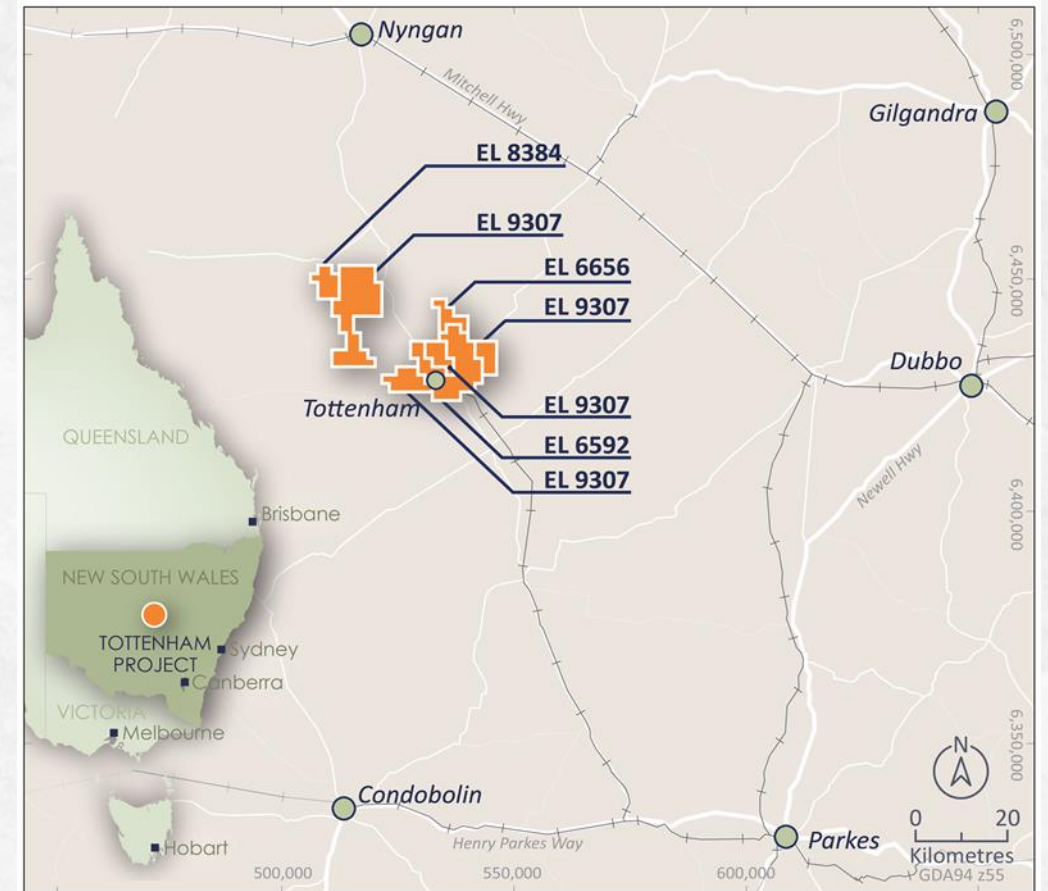 Nyngan
Mitchell Hwy
6,500,000
Gilgandra
EL 8384
EL 9307
EL 6656
6,450,000
EL 9307
Dubbo
Tottenham
EL 9307
QUEENSLAND
EL 6592
EL 9307
Newell Hwy
Brisbane
6,400,000
NEW SOUTH WALES
TOTTENHAM
PROJECT
Sydney
Canberra
VICTORIA
Melbourne
6,350,000
N
Condobolin
0 20
Kilometres
Henry Parkes Way
Parkes
Hobart
500,000
550,000
600,000
GDA94 z55